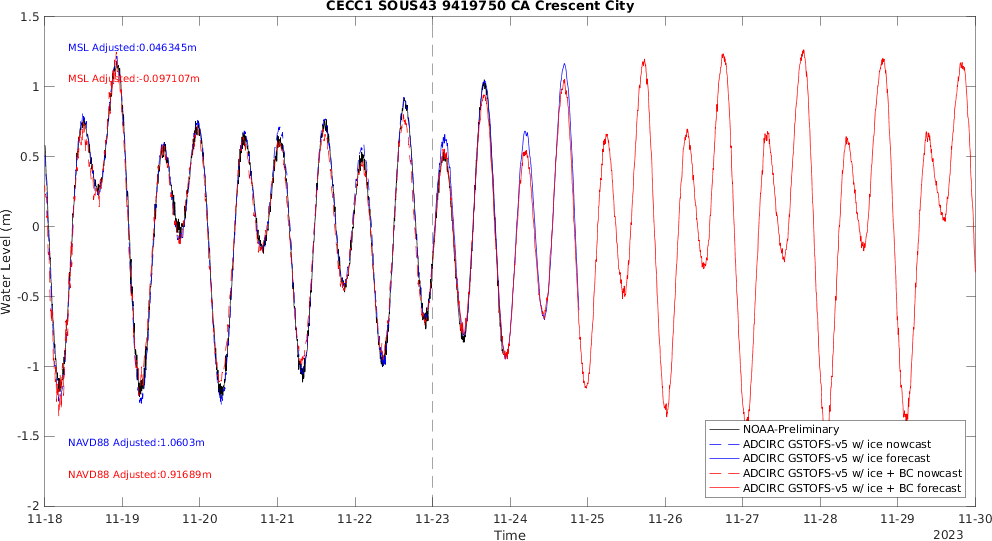 CECC1 SOUS43 9419750 CA Crescent City
1.5
1
0.5
0
-0.5
-1
-1.5
-2
Water Level (m)
MSL Adjusted:0.046345m
MSL Adjusted:-0.097107m
NAVD88 Adjusted:1.0603m
NAVD88 Adjusted:0.91689m
NOAA-Preliminary
ADCIRC GSTOFS-v5 w/ ice nowcast
ADCIRC GSTOFS-v5 w/ ice forecast
ADCIRC GSTOFS-v5 w/ ice + BC nowcast
ADCIRC GSTOFS-v5 w/ ice + BC forecast
11-18 11-19 11-20 11-21 11-22 11-23 11-24 11-25 11-26 11-27 11-28 11-29 11-30
Time
2023